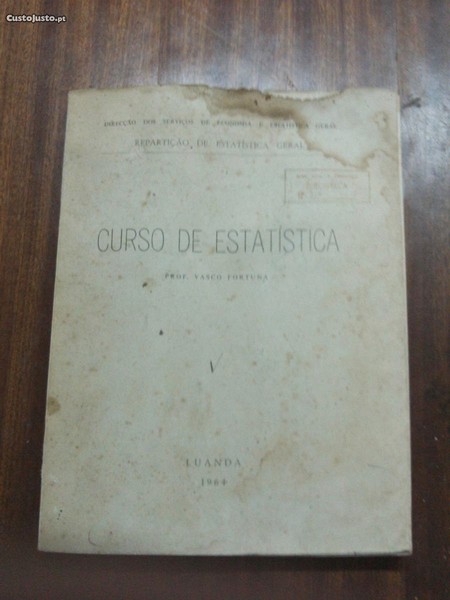 CustoJusto.pt
DIRECÇÃO DOS SERVIÇOS DE ECONOMIA E ESTATÍSTICA GERAL
REPARTIÇÃO DE ESTATÍSTICA GERAL
CURSO DE ESTATÍSTICA
PROF. VASCO FORTUNA
LUANDA
1964